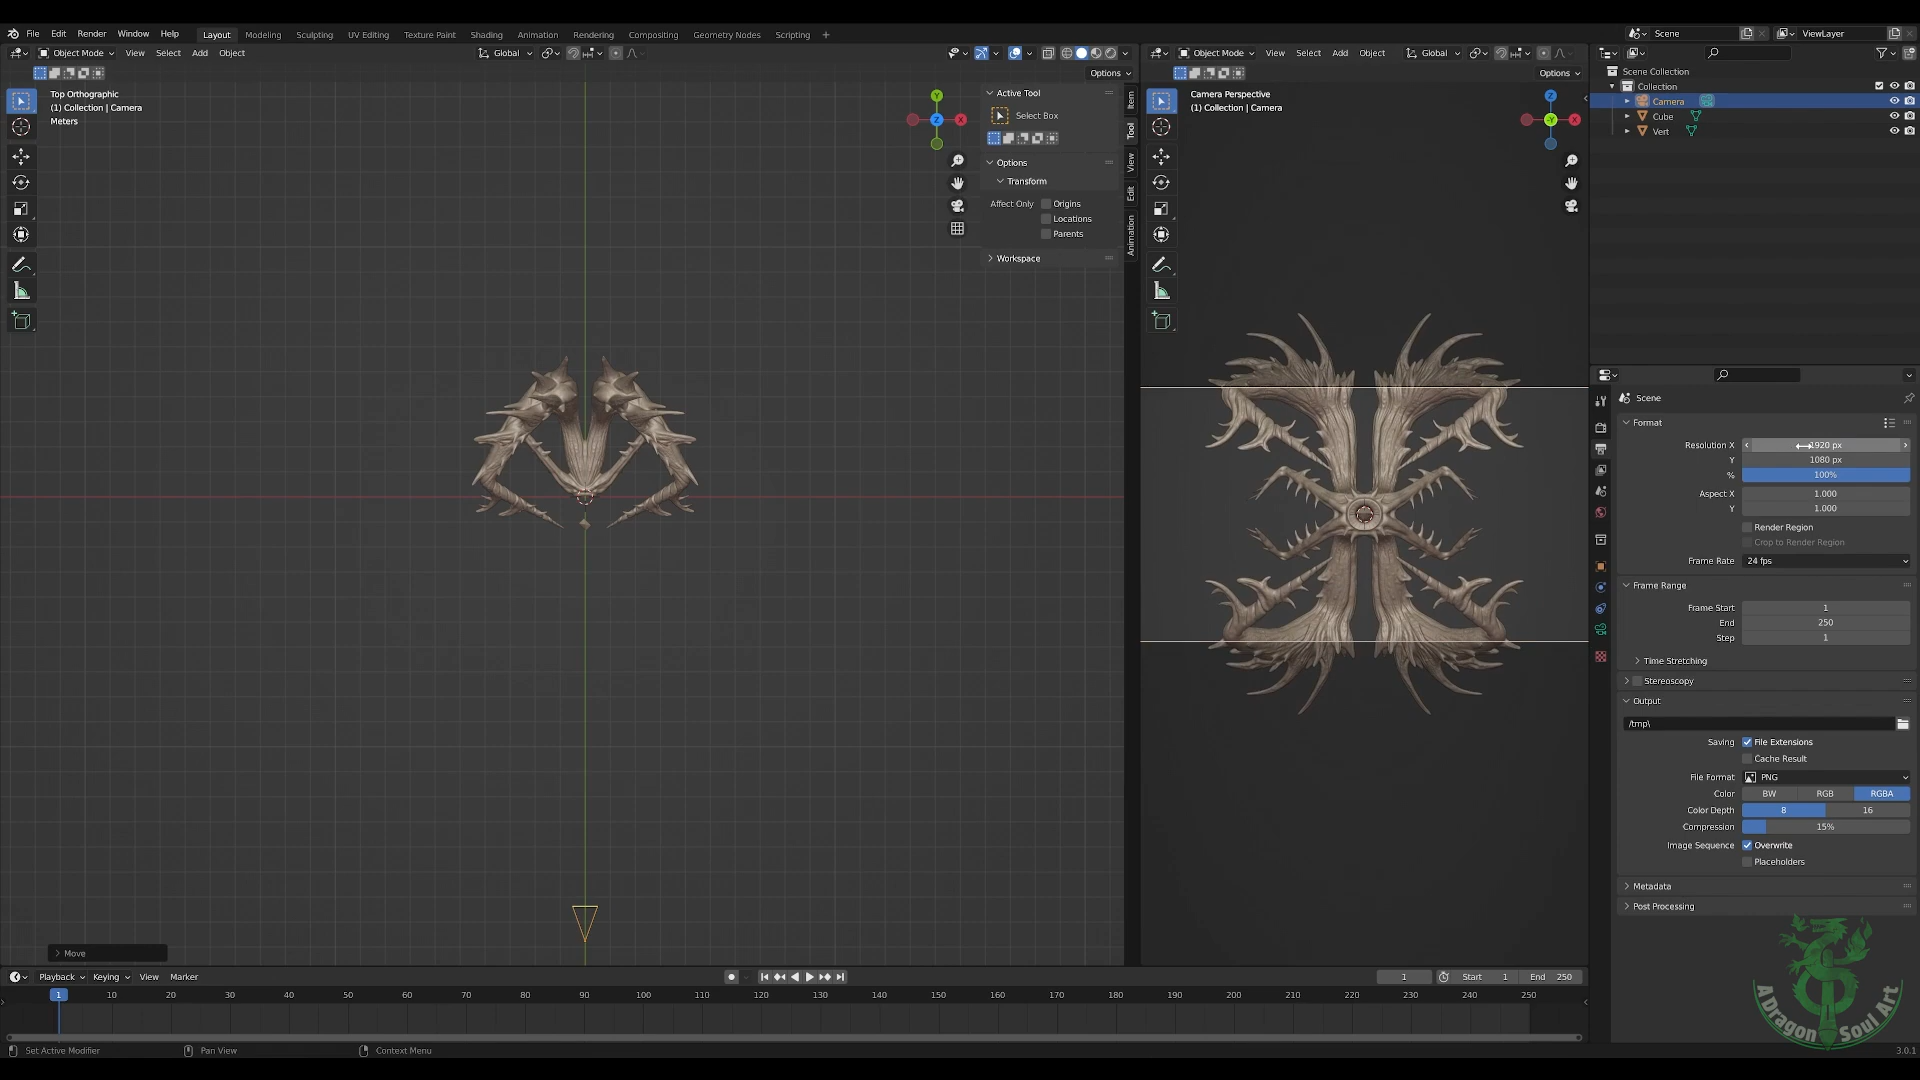 File Edit Render Window Help Layout Modeling Sculpting UV Editing Texture Paint Shading Animation Rendering Compositing Geometry Nodes Scripting + Scene ViewLayer
Object Mode View Select Add Object Global Object Mode View Select Add Object Global
Options Options
Top Orthographic
(1) Collection | Camera
Meters
Y
X
Z
Active Tool
Select Box
Options
Transform
Affect Only Origins
Locations
Parents
Workspace
Item
Tool
View
Edit
Animation
Camera Perspective
(1) Collection | Camera
Z
X
-Y
Scene Collection
Collection
Camera
Cube
Vert
Scene
Format
Resolution X 1920 px
Y 1080 px
% 100%
Aspect X 1.000
Y 1.000
Render Region
Crop to Render Region
Frame Rate 24 fps
Frame Range
Frame Start 1
End 250
Step 1
Time Stretching
Stereoscopy
Output
/tmp\
Saving File Extensions
Cache Result
File Format PNG
Color BW RGB RGBA
Color Depth 8 16
Compression 15%
Image Sequence Overwrite
Placeholders
Metadata
Post Processing
Move
Playback Keying View Marker 1 Start 1 End 250
1 10 20 30 40 50 60 70 80 90 100 110 120 130 140 150 160 170 180 190 200 210 220 230 240 250
Set Active Modifier Pan View Context Menu 3.0.1
ADragon Soul Art